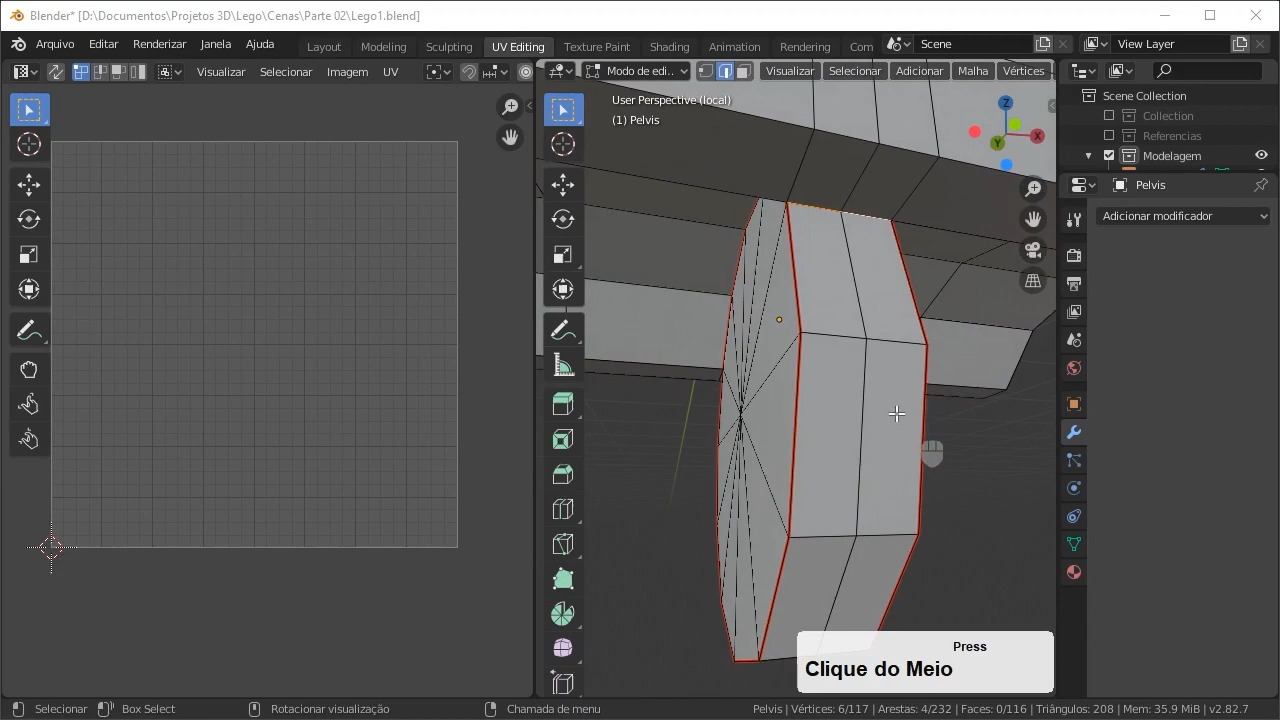 Blender* [D:\Documentos\Projetos 3D\Lego\Cenas\Parte 02\Lego1.blend]
Arquivo Editar Renderizar Janela Ajuda Layout Modeling Sculpting UV Editing Texture Paint Shading Animation Rendering Com Scene View Layer
Visualizar Selecionar Imagem UV Modo de edi.. Visualizar Selecionar Adicionar Malha Vértices
User Perspective (local)
(1) Pelvis
Z
X
Y
Scene Collection
Collection
Referencias
Modelagem
Pelvis
Adicionar modificador
Press
Clique do Meio
Selecionar Box Select Rotacionar visualização Chamada de menu Pelvis | Vértices: 6/117 | Arestas: 4/232 | Faces: 0/116 | Triângulos: 208 | Mem: 35.9 MiB | v2.82.7